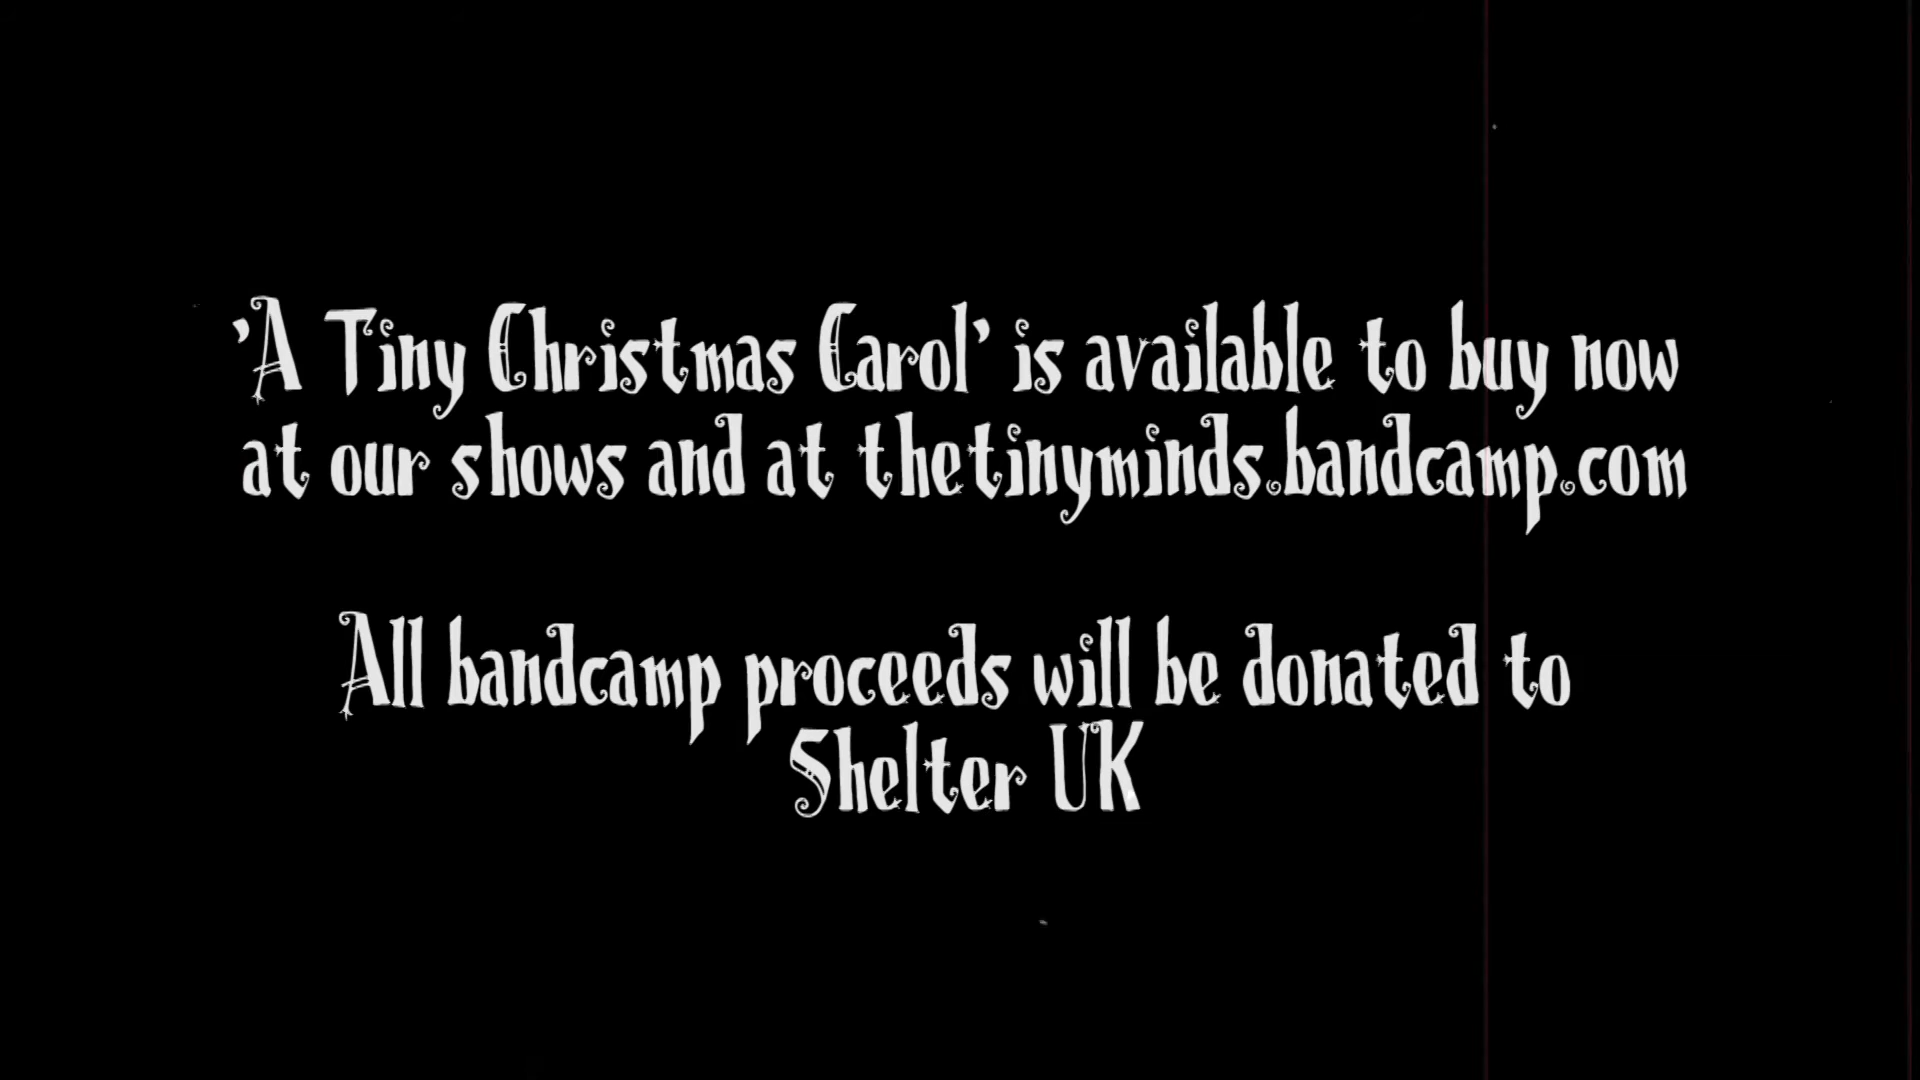 'A Tiny Christmas Carol' is available to buy now
at our shows and at thetinyminds.bandcamp.com
All bandcamp proceeds will be donated to
Shelter UK